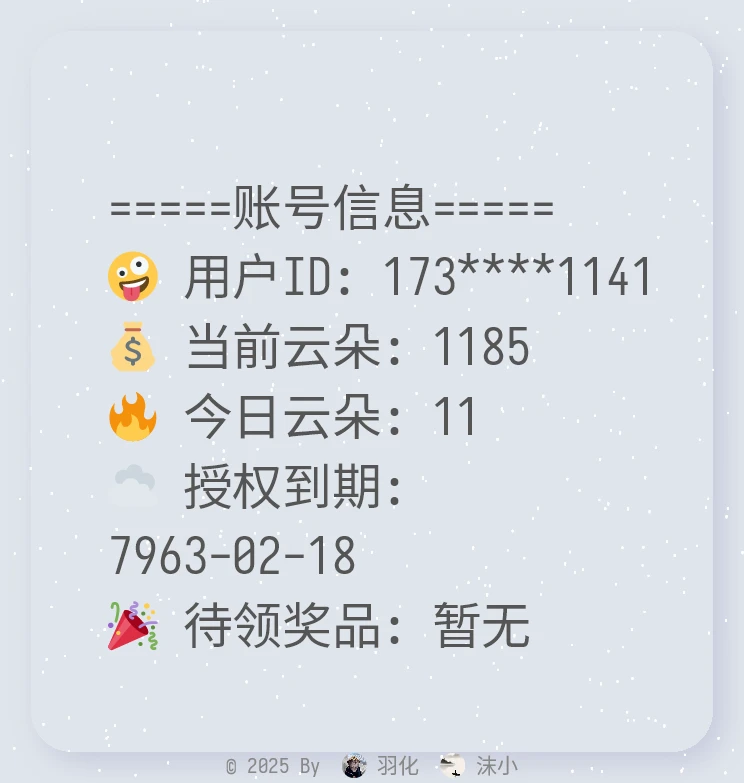 =====账号信息=====
🤪 用户ID: 173****1141
💰 当前云朵: 1185
🔥 今日云朵: 11
☁️ 授权到期:
7963-02-18
🎉 待领奖品: 暂无
© 2025 By 羽化 沫小